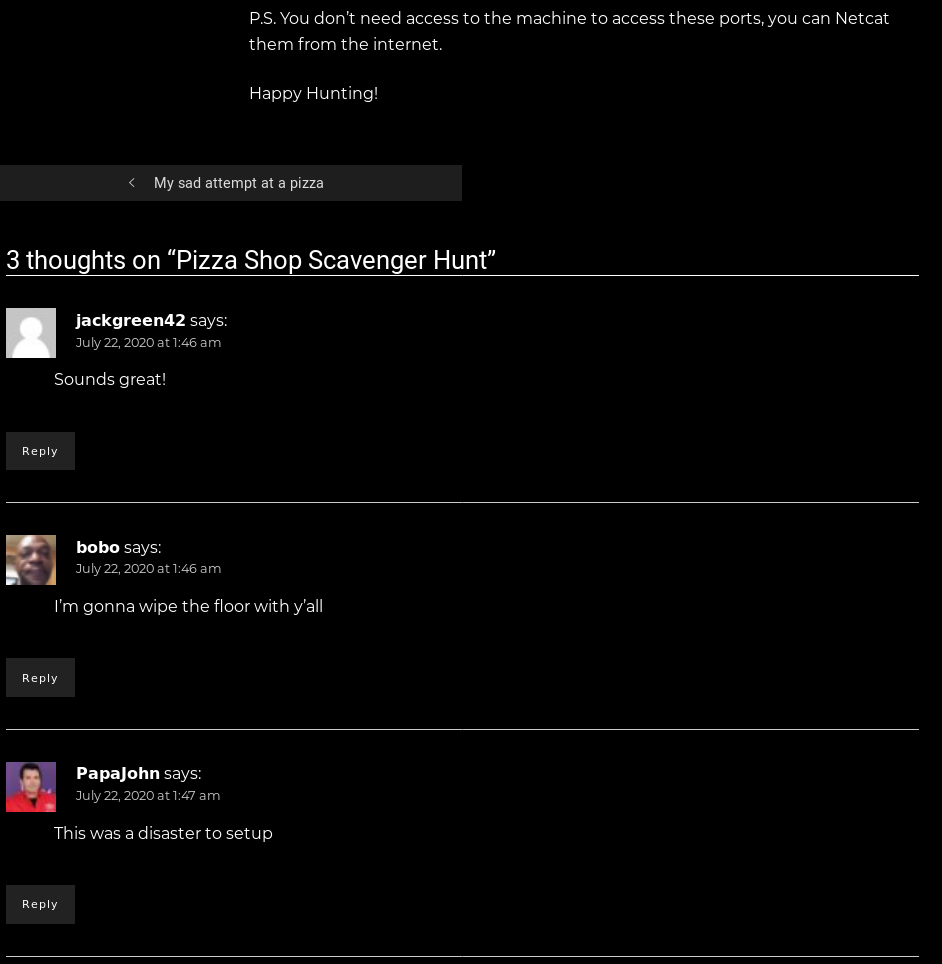 P.S. You don’t need access to the machine to access these ports, you can Netcat
them from the internet.
Happy Hunting!
< My sad attempt at a pizza
3 thoughts on “Pizza Shop Scavenger Hunt”
jackgreen42 says:
July 22, 2020 at 1:46 am
Sounds great!
Reply
bobo says:
July 22, 2020 at 1:46 am
I’m gonna wipe the floor with y’all
Reply
PapaJohn says:
July 22, 2020 at 1:47 am
This was a disaster to setup
Reply